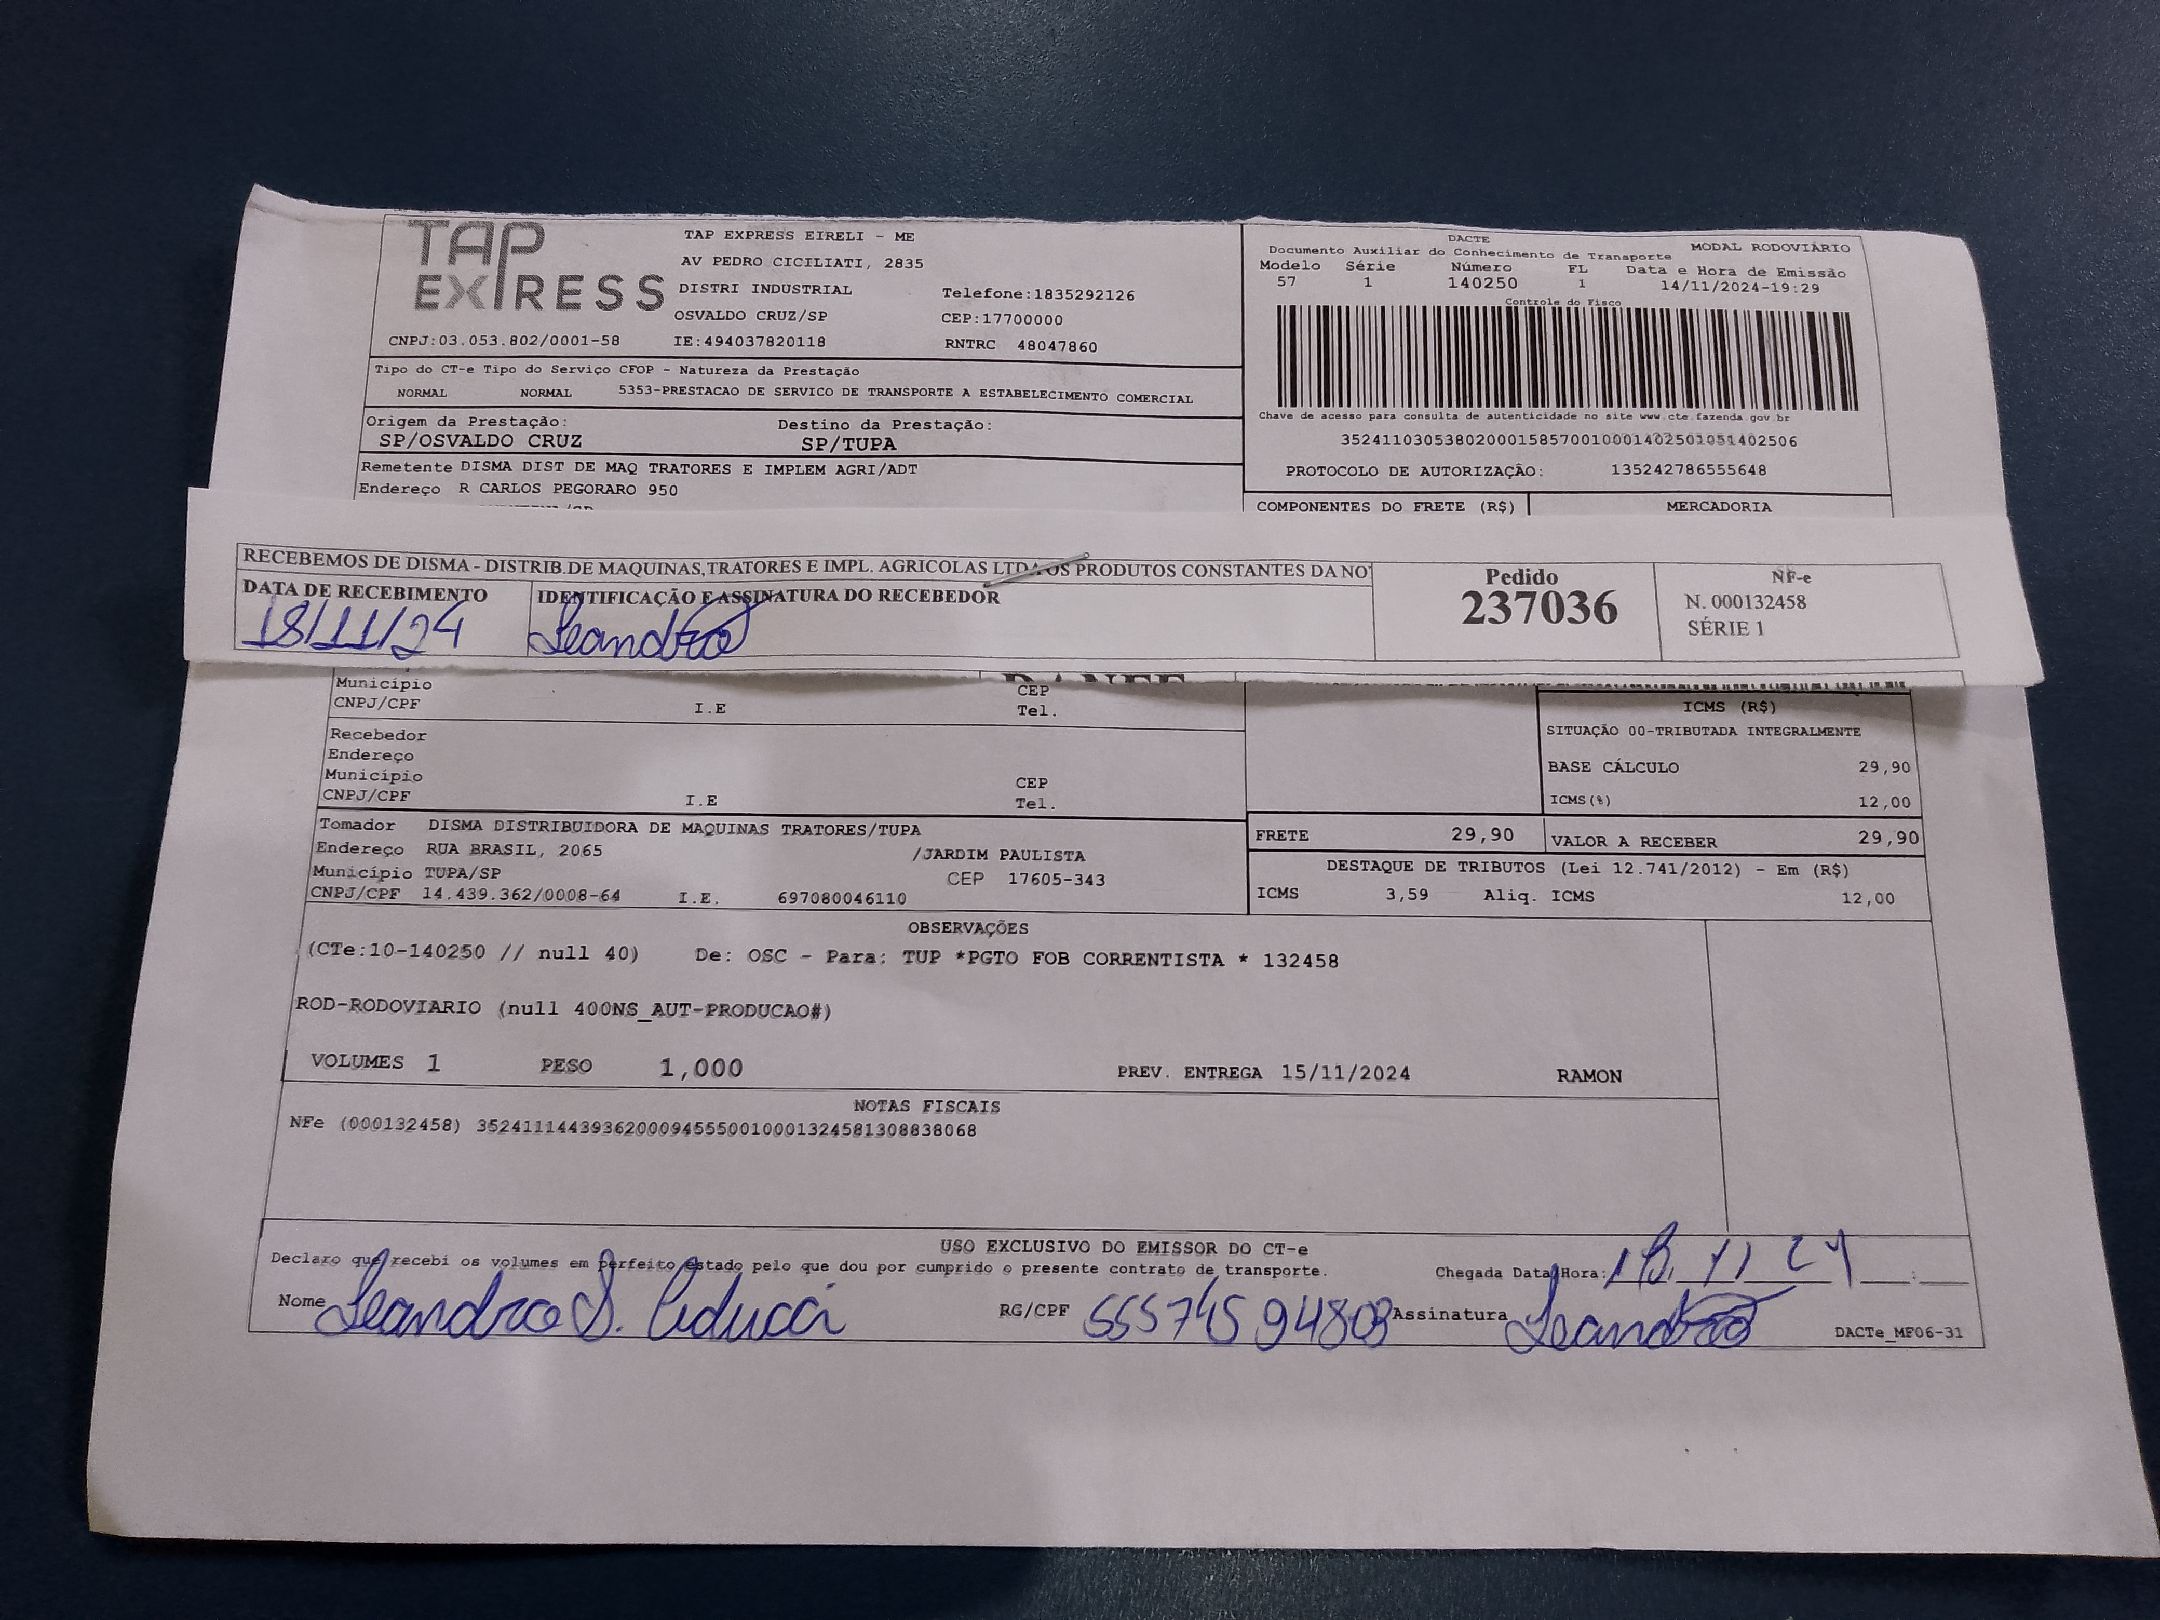 TAP EXPRESS
TAP EXPRESS EIRELI - ME
AV PEDRO CICILIATI, 2835
DISTRI INDUSTRIAL Telefone:1835292126
OSVALDO CRUZ/SP CEP:17700000
CNPJ:03.053.802/0001-58 IE:494037820118 RNTRC 48047860
DACTE MODAL RODOVIÁRIO
Documento Auxiliar do Conhecimento de Transporte
Modelo Série Número FL Data e Hora de Emissão
57 1 140250 1 14/11/2024-19:29
Controle do Fisco
Chave de acesso para consulta de autenticidade no site www.cte.fazenda.gov.br
35241103053802000158570010001402501051402506
PROTOCOLO DE AUTORIZAÇÃO: 135242786555648
Tipo do CT-e Tipo do Serviço CFOP - Natureza da Prestação
NORMAL NORMAL 5353-PRESTACAO DE SERVICO DE TRANSPORTE A ESTABELECIMENTO COMERCIAL
Origem da Prestação: Destino da Prestação:
SP/OSVALDO CRUZ SP/TUPA
Remetente DISMA DIST DE MAQ TRATORES E IMPLEM AGRI/ADT
Endereço R CARLOS PEGORARO 950
COMPONENTES DO FRETE (R$) MERCADORIA
RECEBEMOS DE DISMA - DISTRIB.DE MAQUINAS,TRATORES E IMPL. AGRICOLAS LTDA OS PRODUTOS CONSTANTES DA NO
DATA DE RECEBIMENTO IDENTIFICAÇÃO E ASSINATURA DO RECEBEDOR
18/11/24 Leandro
Pedido
237036
NF-e
N. 000132458
SÉRIE 1
Município CEP
CNPJ/CPF I.E Tel.
Recebedor
Endereço
Município CEP
CNPJ/CPF I.E Tel.
ICMS (R$)
SITUAÇÃO 00-TRIBUTADA INTEGRALMENTE
BASE CÁLCULO 29,90
ICMS(%) 12,00
Tomador DISMA DISTRIBUIDORA DE MAQUINAS TRATORES/TUPA
Endereço RUA BRASIL, 2065 /JARDIM PAULISTA
Município TUPA/SP CEP 17605-343
CNPJ/CPF 14.439.362/0008-64 I.E. 697080046110
FRETE 29,90 VALOR A RECEBER 29,90
DESTAQUE DE TRIBUTOS (Lei 12.741/2012) - Em (R$)
ICMS 3,59 Aliq. ICMS 12,00
OBSERVAÇÕES
(CTe:10-140250 // null 40) De: OSC - Para: TUP *PGTO FOB CORRENTISTA * 132458
ROD-RODOVIARIO (null 400NS_AUT-PRODUCAO#)
VOLUMES 1 PESO 1,000 PREV. ENTREGA 15/11/2024 RAMON
NOTAS FISCAIS
NFe (000132458) 35241114439362000945550010001324581308838068
USO EXCLUSIVO DO EMISSOR DO CT-e
Declaro que recebi os volumes em perfeito estado pelo que dou por cumprido o presente contrato de transporte. Chegada Data/Hora: 18 11 24
Nome Leandro S. RG/CPF 55574594803 Assinatura Leandro
DACTe_MF06-31